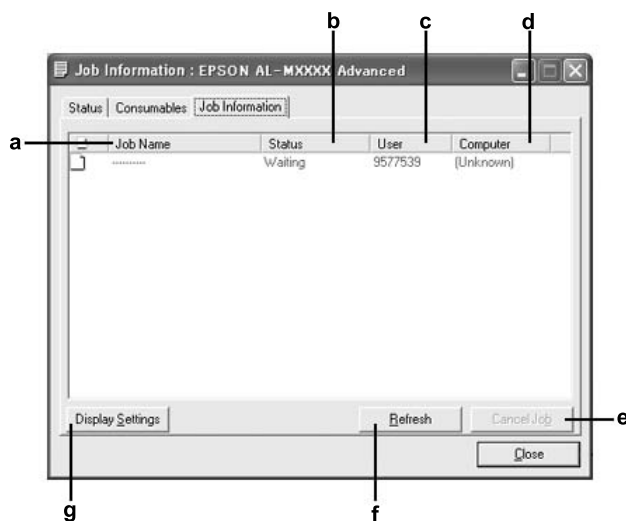 b c d
Job Information : EPSON AL-MXXXX Advanced
Status Consumables Job Information
a Job Name Status User Computer
---------- Waiting 9577539 (Unknown)
Display Settings Refresh Cancel Job e
Close
g f